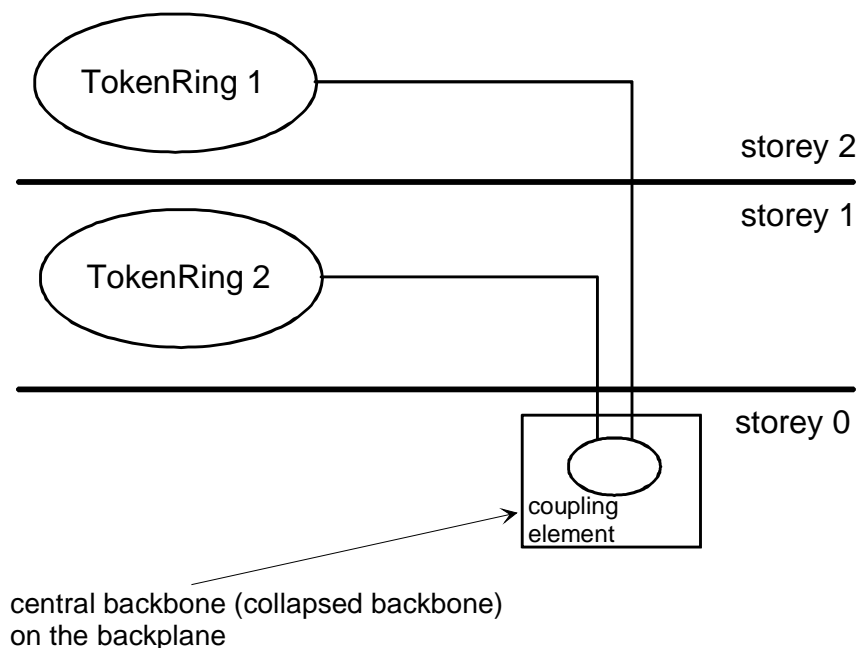 TokenRing 1
storey 2
storey 1
TokenRing 2
storey 0
coupling
element
central backbone (collapsed backbone)
on the backplane